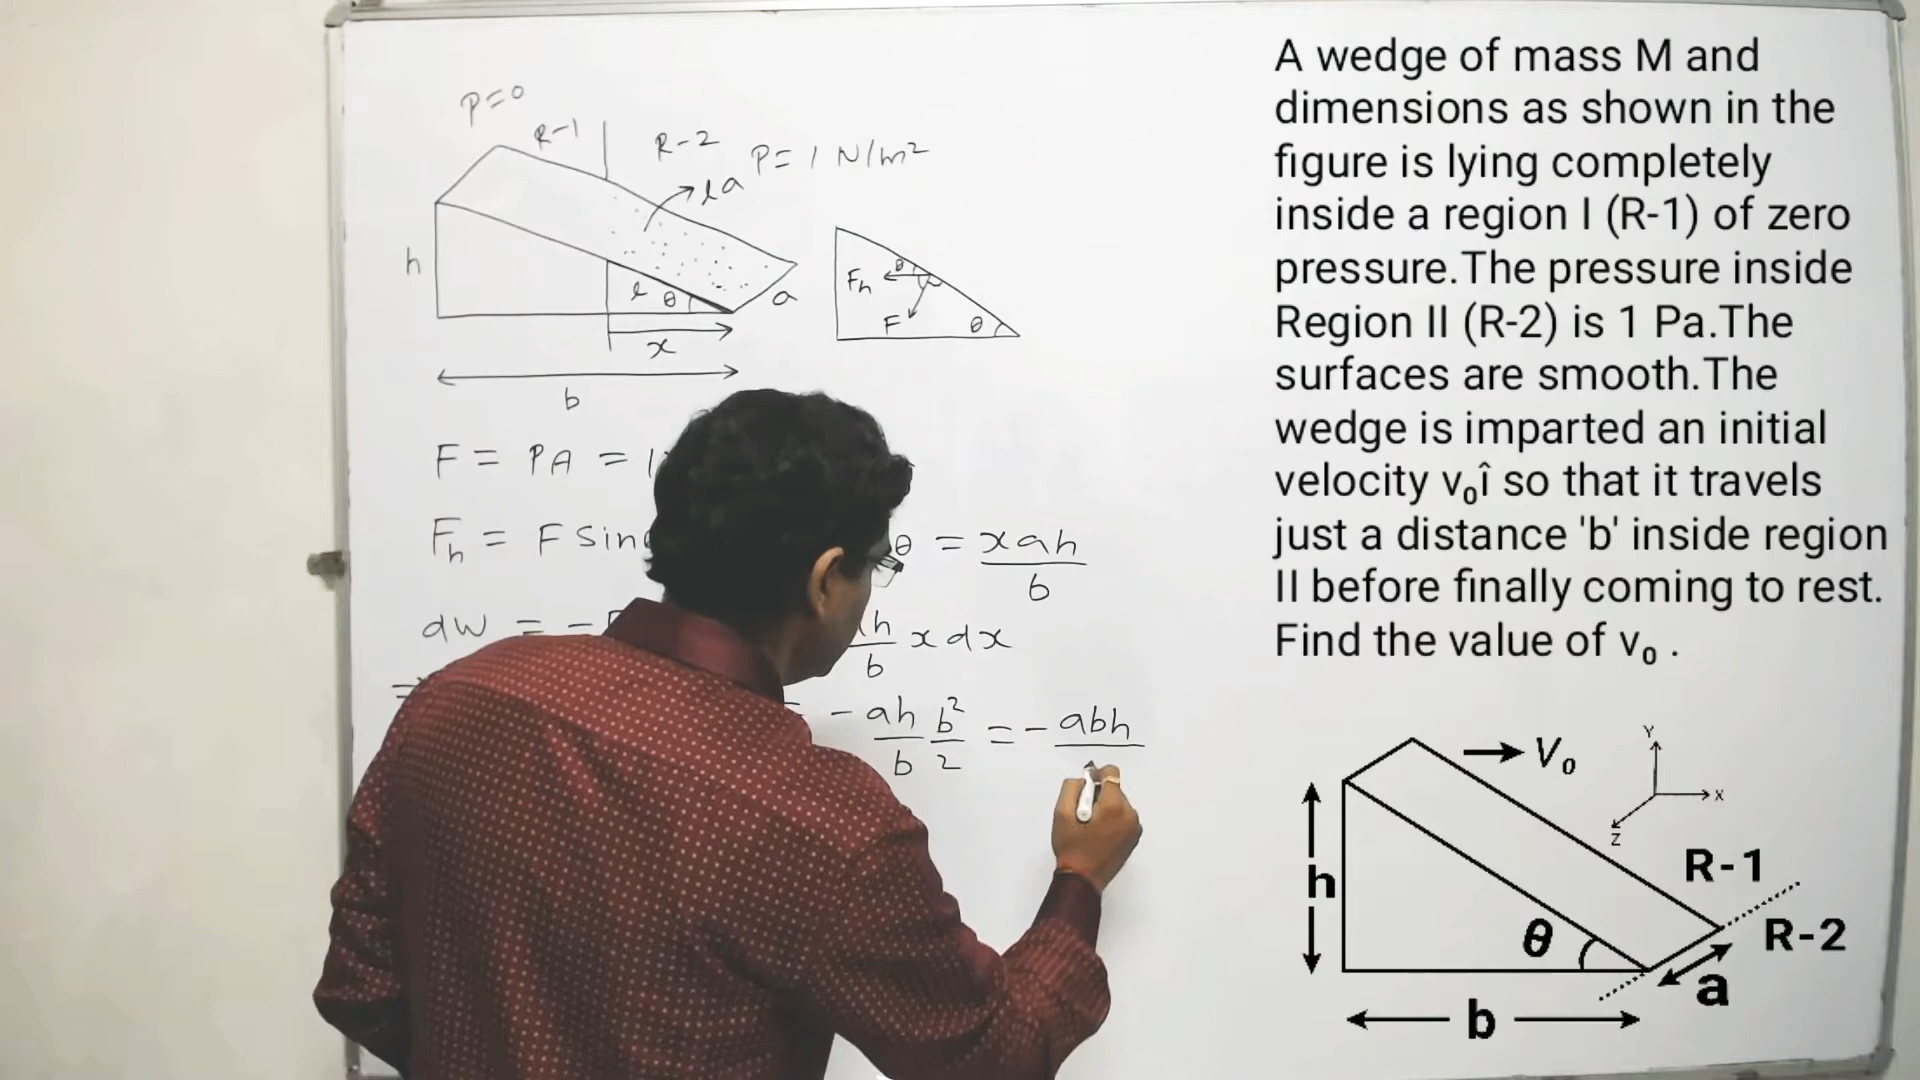 P=0
R-1
R-2
P= 1 N/m²
la
h
l
θ
a
x
b
θ
Fh
F
θ
F = PA =
Fh = F Sin
θ = xah
b
dw = -
h
b
x dx
=
= - ah b² = - abh
b 2
A wedge of mass M and
dimensions as shown in the
figure is lying completely
inside a region I (R-1) of zero
pressure.The pressure inside
Region II (R-2) is 1 Pa.The
surfaces are smooth.The
wedge is imparted an initial
velocity v₀î so that it travels
just a distance 'b' inside region
II before finally coming to rest.
Find the value of v₀ .
V₀
Y
X
Z
R-1
h
θ
R-2
a
b